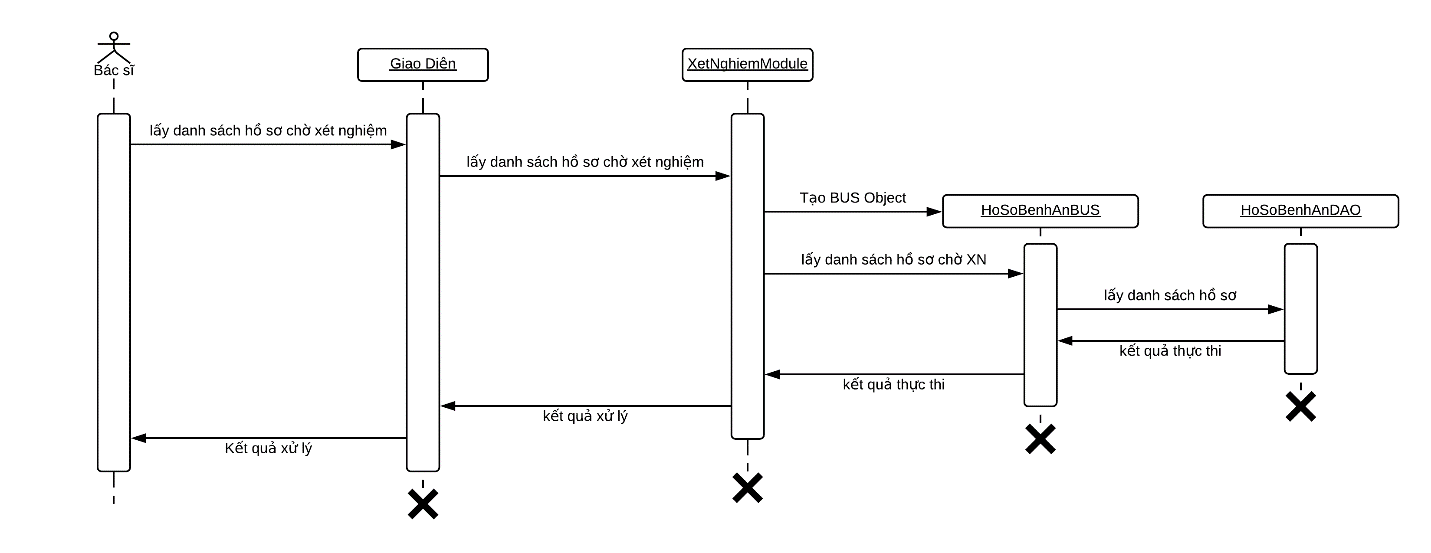 Bác sĩ
Giao Diện
XetNghiemModule
lấy danh sách hồ sơ chờ xét nghiệm
lấy danh sách hồ sơ chờ xét nghiệm
Tạo BUS Object
HoSoBenhAnBUS
HoSoBenhAnDAO
lấy danh sách hồ sơ chờ XN
lấy danh sách hồ sơ
kết quả thực thi
kết quả thực thi
kết quả xử lý
Kết quả xử lý